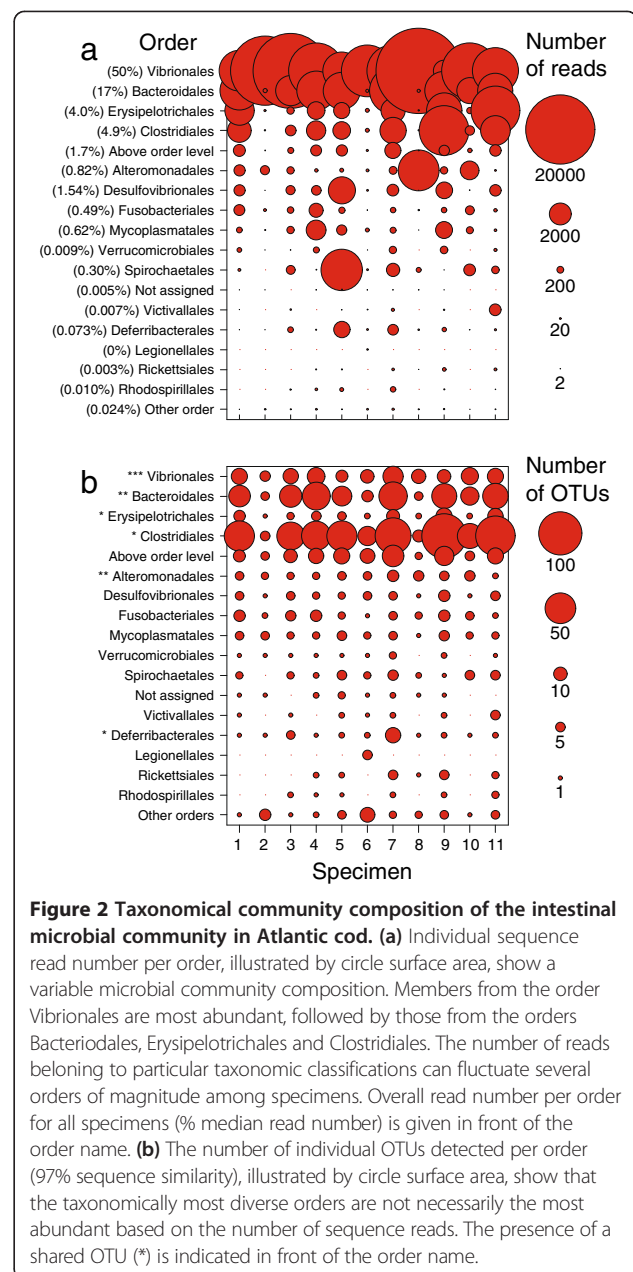 a
Order
Number
of reads
(50%) Vibrionales
(17%) Bacteroidales
(4.0%) Erysipelotrichales
(4.9%) Clostridiales
(1.7%) Above order level
(0.82%) Alteromonadales
(1.54%) Desulfovibrionales
(0.49%) Fusobacteriales
(0.62%) Mycoplasmatales
(0.009%) Verrucomicrobiales
(0.30%) Spirochaetales
(0.005%) Not assigned
(0.007%) Victivallales
(0.073%) Deferribacterales
(0%) Legionellales
(0.003%) Rickettsiales
(0.010%) Rhodospirillales
(0.024%) Other order
20000
2000
200
20
2
b
Number
of OTUs
*** Vibrionales
** Bacteroidales
* Erysipelotrichales
* Clostridiales
Above order level
** Alteromonadales
Desulfovibrionales
Fusobacteriales
Mycoplasmatales
Verrucomicrobiales
Spirochaetales
Not assigned
Victivallales
* Deferribacterales
Legionellales
Rickettsiales
Rhodospirillales
Other orders
100
50
10
5
1
1 2 3 4 5 6 7 8 9 10 11
Specimen
Figure 2 Taxonomical community composition of the intestinal
microbial community in Atlantic cod. (a) Individual sequence
read number per order, illustrated by circle surface area, show a
variable microbial community composition. Members from the order
Vibrionales are most abundant, followed by those from the orders
Bacteriodales, Erysipelotrichales and Clostridiales. The number of reads
beloning to particular taxonomic classifications can fluctuate several
orders of magnitude among specimens. Overall read number per order
for all specimens (% median read number) is given in front of the
order name. (b) The number of individual OTUs detected per order
(97% sequence similarity), illustrated by circle surface area, show that
the taxonomically most diverse orders are not necessarily the most
abundant based on the number of sequence reads. The presence of a
shared OTU (*) is indicated in front of the order name.